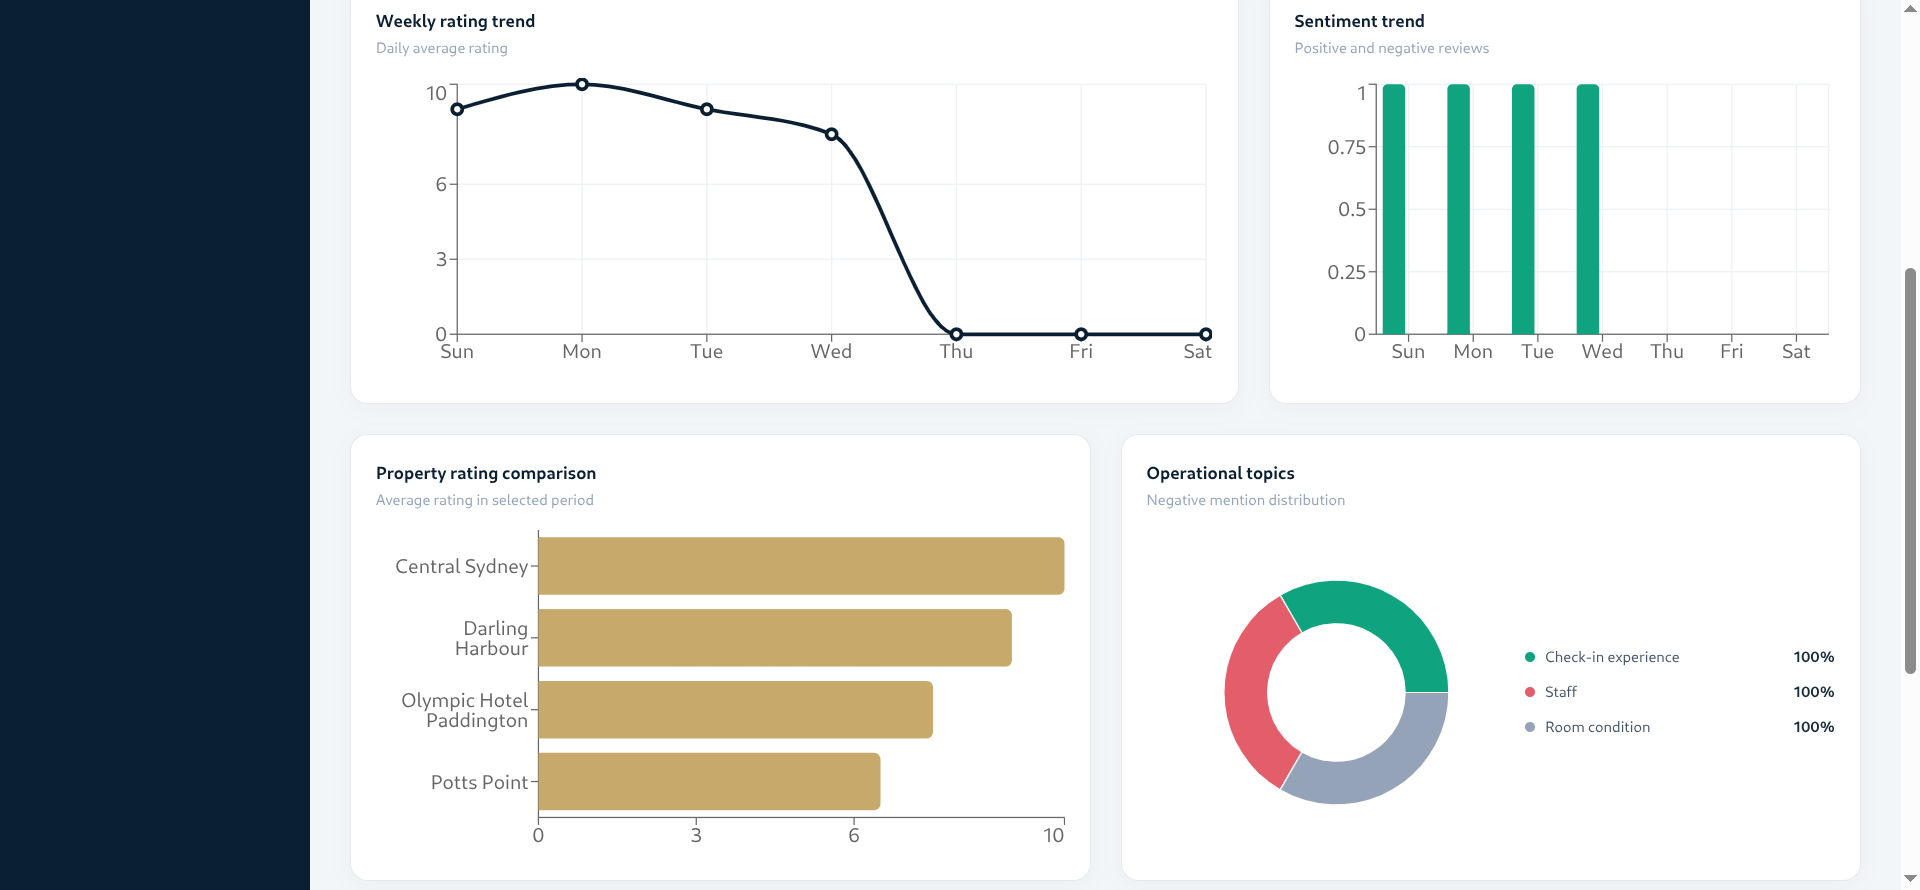 Weekly rating trend
Daily average rating
10
6
3
0
Sun Mon Tue Wed Thu Fri Sat
Sentiment trend
Positive and negative reviews
1
0.75
0.5
0.25
0
Sun Mon Tue Wed Thu Fri Sat
Property rating comparison
Average rating in selected period
Central Sydney
Darling
Harbour
Olympic Hotel
Paddington
Potts Point
0 3 6 10
Operational topics
Negative mention distribution
Check-in experience 100%
Staff 100%
Room condition 100%